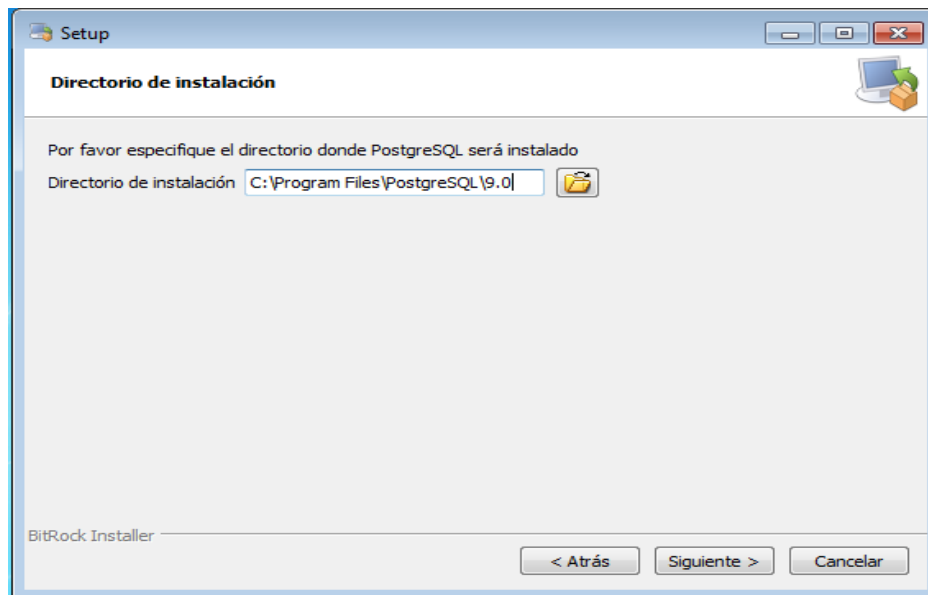 Setup
Directorio de instalación
Por favor especifique el directorio donde PostgreSQL será instalado
Directorio de instalación C:\Program Files\PostgreSQL\9.0
BitRock Installer
< Atrás Siguiente > Cancelar